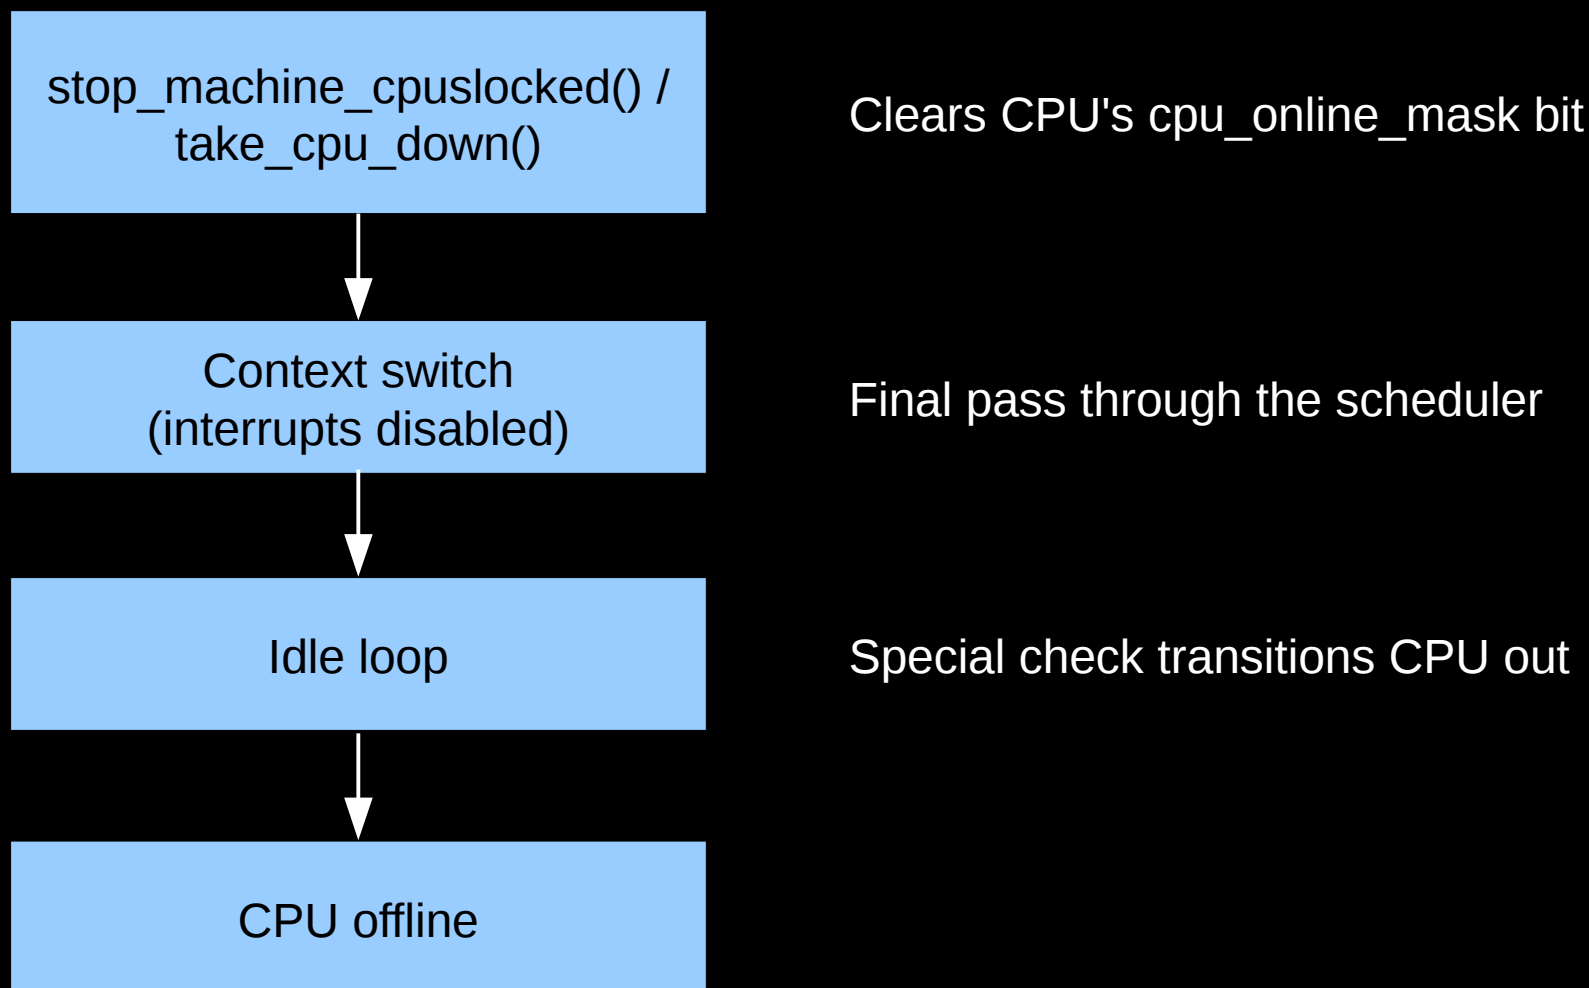 stop_machine_cpuslocked() /
take_cpu_down()
Clears CPU's cpu_online_mask bit
Context switch
(interrupts disabled)
Final pass through the scheduler
Idle loop
Special check transitions CPU out
CPU offline